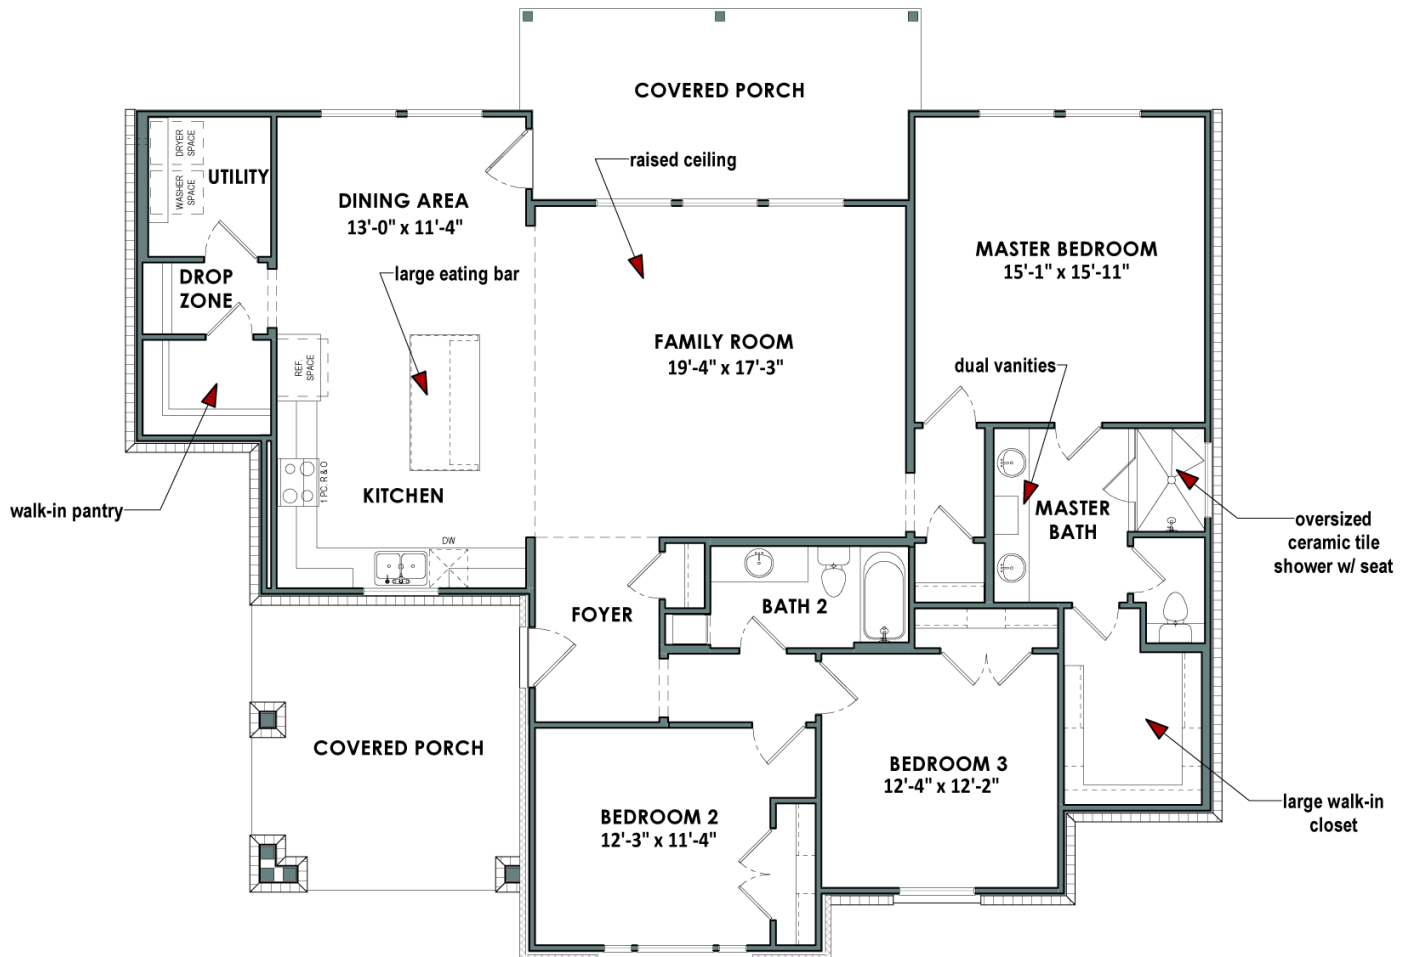 COVERED PORCH
raised ceiling
DRYER
SPACE
WASHER
SPACE
UTILITY
DINING AREA
13'-0" x 11'-4"
MASTER BEDROOM
15'-1" x 15'-11"
DROP
ZONE
large eating bar
FAMILY ROOM
19'-4" x 17'-3"
REF.
SPACE
dual vanities
1 PC. R & O
KITCHEN
walk-in pantry
MASTER
BATH
oversized
ceramic tile
shower w/ seat
DW
FOYER
BATH 2
COVERED PORCH
BEDROOM 3
12'-4" x 12'-2"
BEDROOM 2
12'-3" x 11'-4"
large walk-in
closet